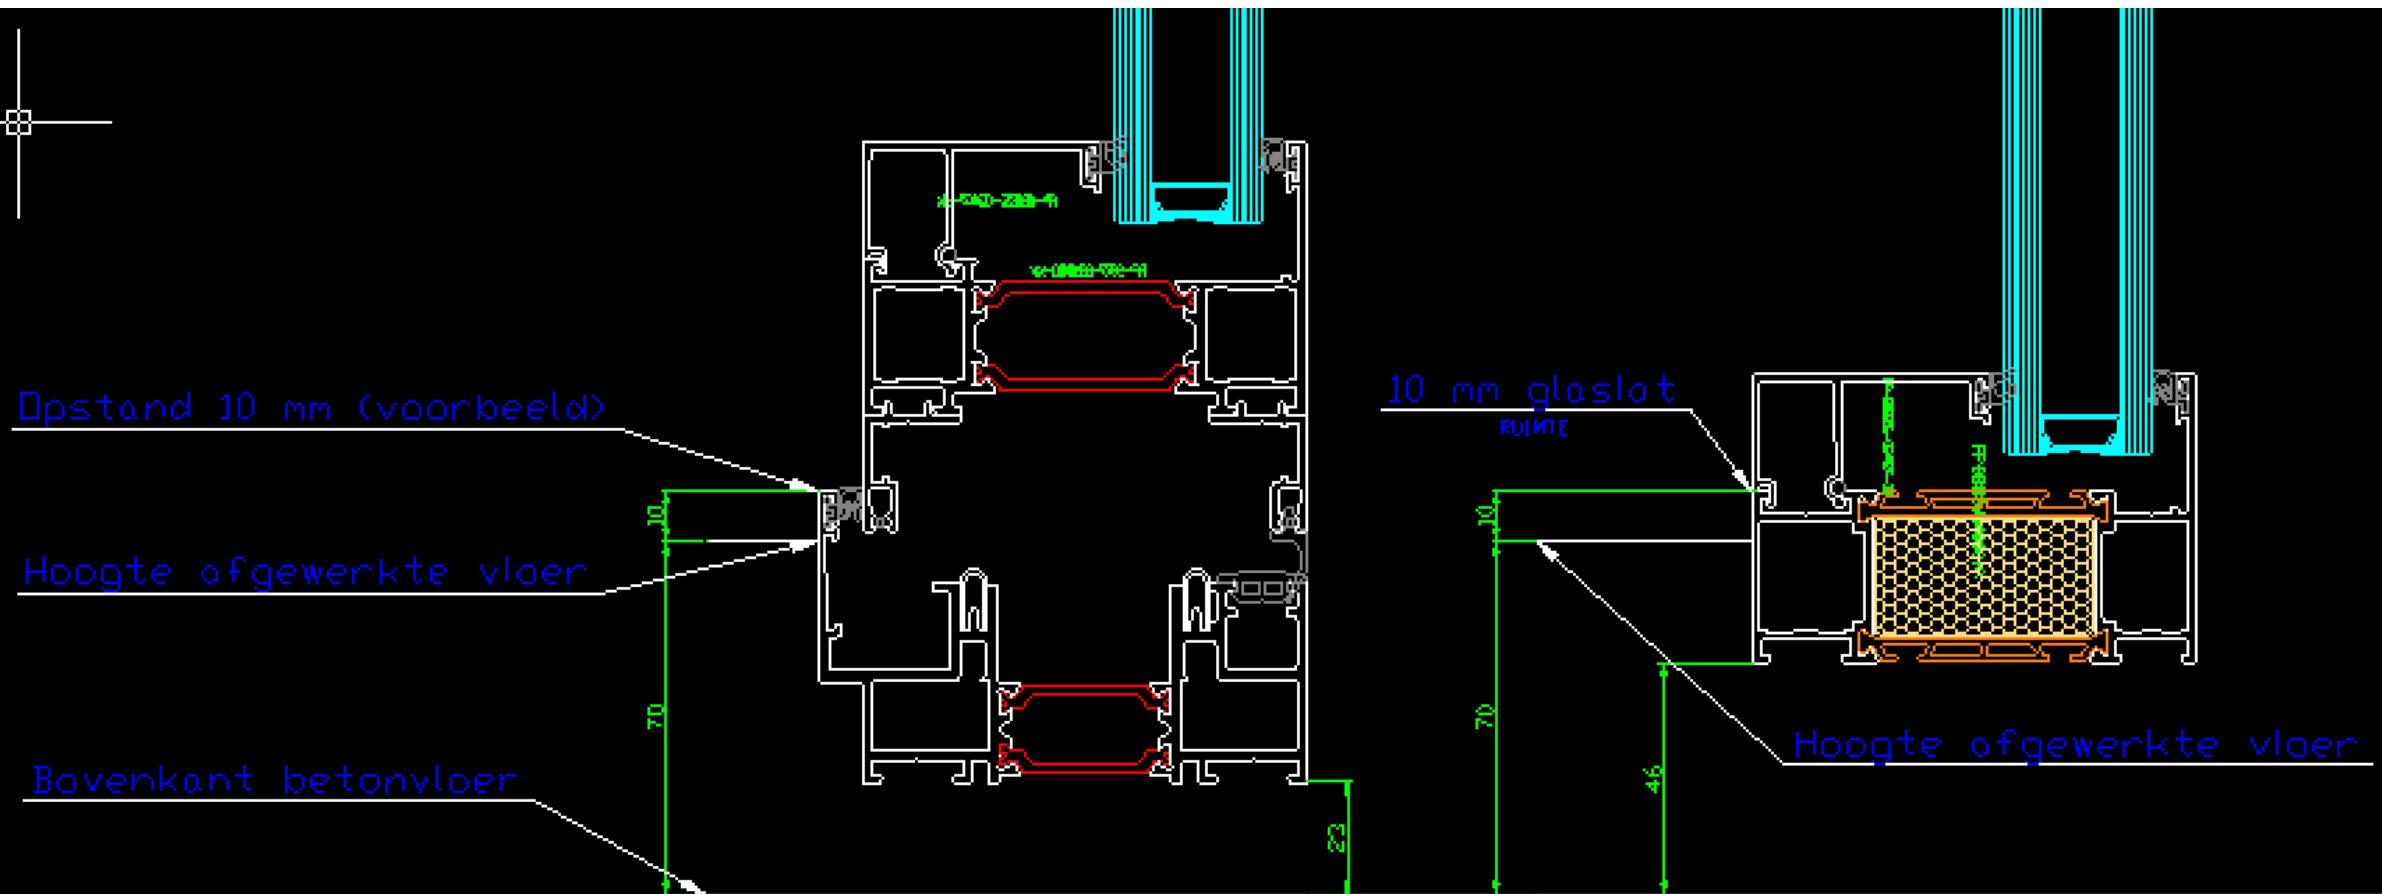 Opstand 10 mm (voorbeeld)
10
Hoogte afgewerkte vloer
70
Bovenkant betonvloer
23
10 mm glaslat
RUIMTE
10
70
46
Hoogte afgewerkte vloer